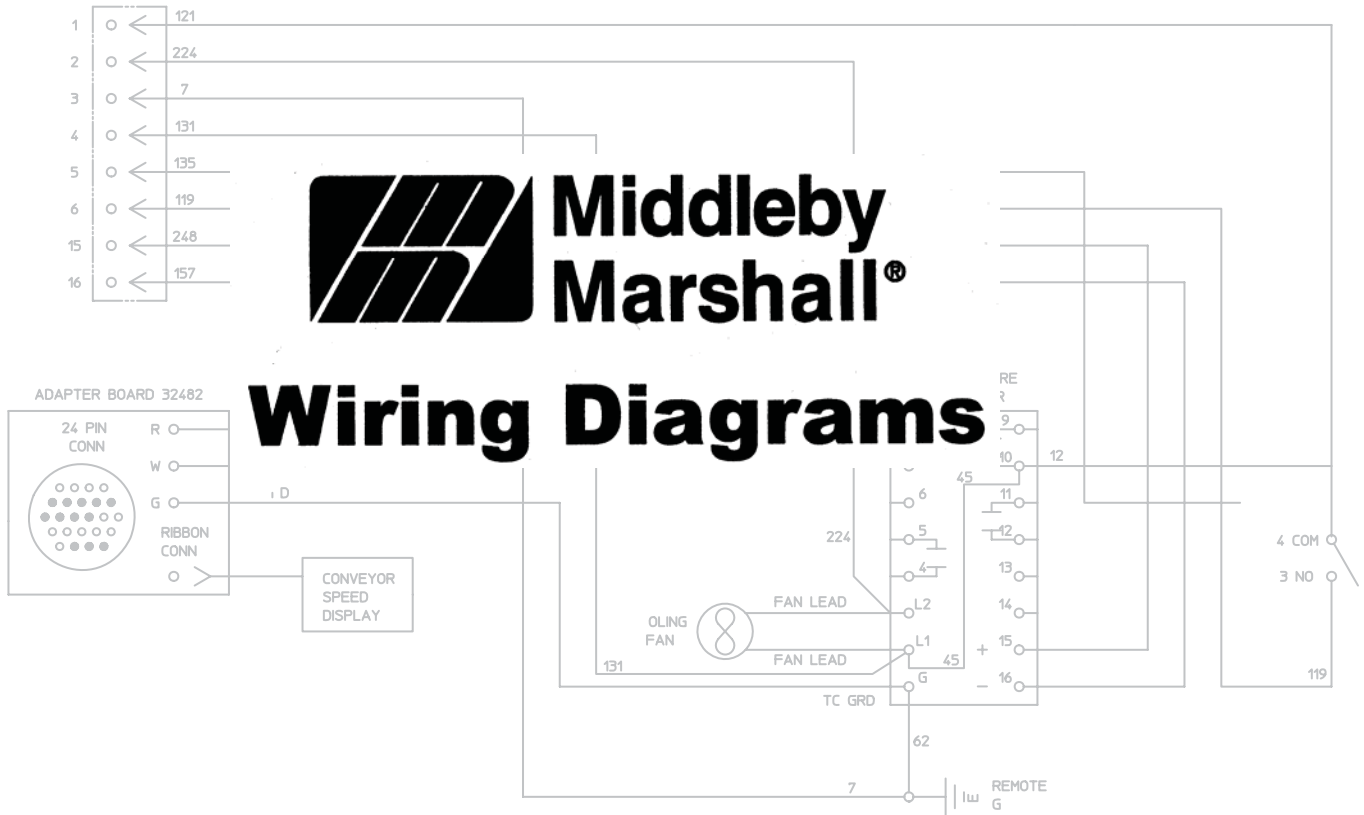 1 121
2 224
3 7
4 131
5 135
6 119
15 248
16 157
Middleby
Marshall®
Wiring Diagrams
ADAPTER BOARD 32482
24 PIN
CONN
R
W
G
RIBBON
CONN
D
CONVEYOR
SPEED
DISPLAY
RE
R
9
10
12
45
6
11
224
5
12
4
13
4 COM
3 NO
FAN LEAD
L2
14
OLING
FAN
L1
+ 15
FAN LEAD
45
131
G
- 16
119
TC GRD
62
7
REMOTE
G